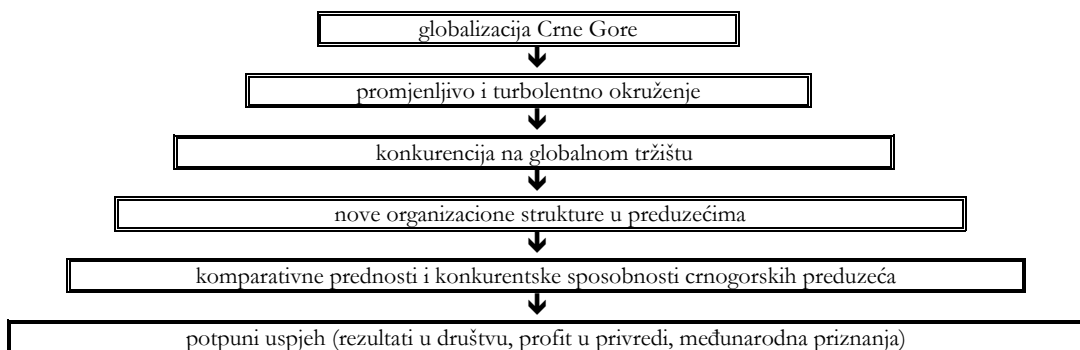 globalizacija Crne Gore
promjenljivo i turbolentno okruženje
konkurencija na globalnom tržištu
nove organizacione strukture u preduzećima
komparativne prednosti i konkurentske sposobnosti crnogorskih preduzeća
potpuni uspjeh (rezultati u društvu, profit u privredi, međunarodna priznanja)